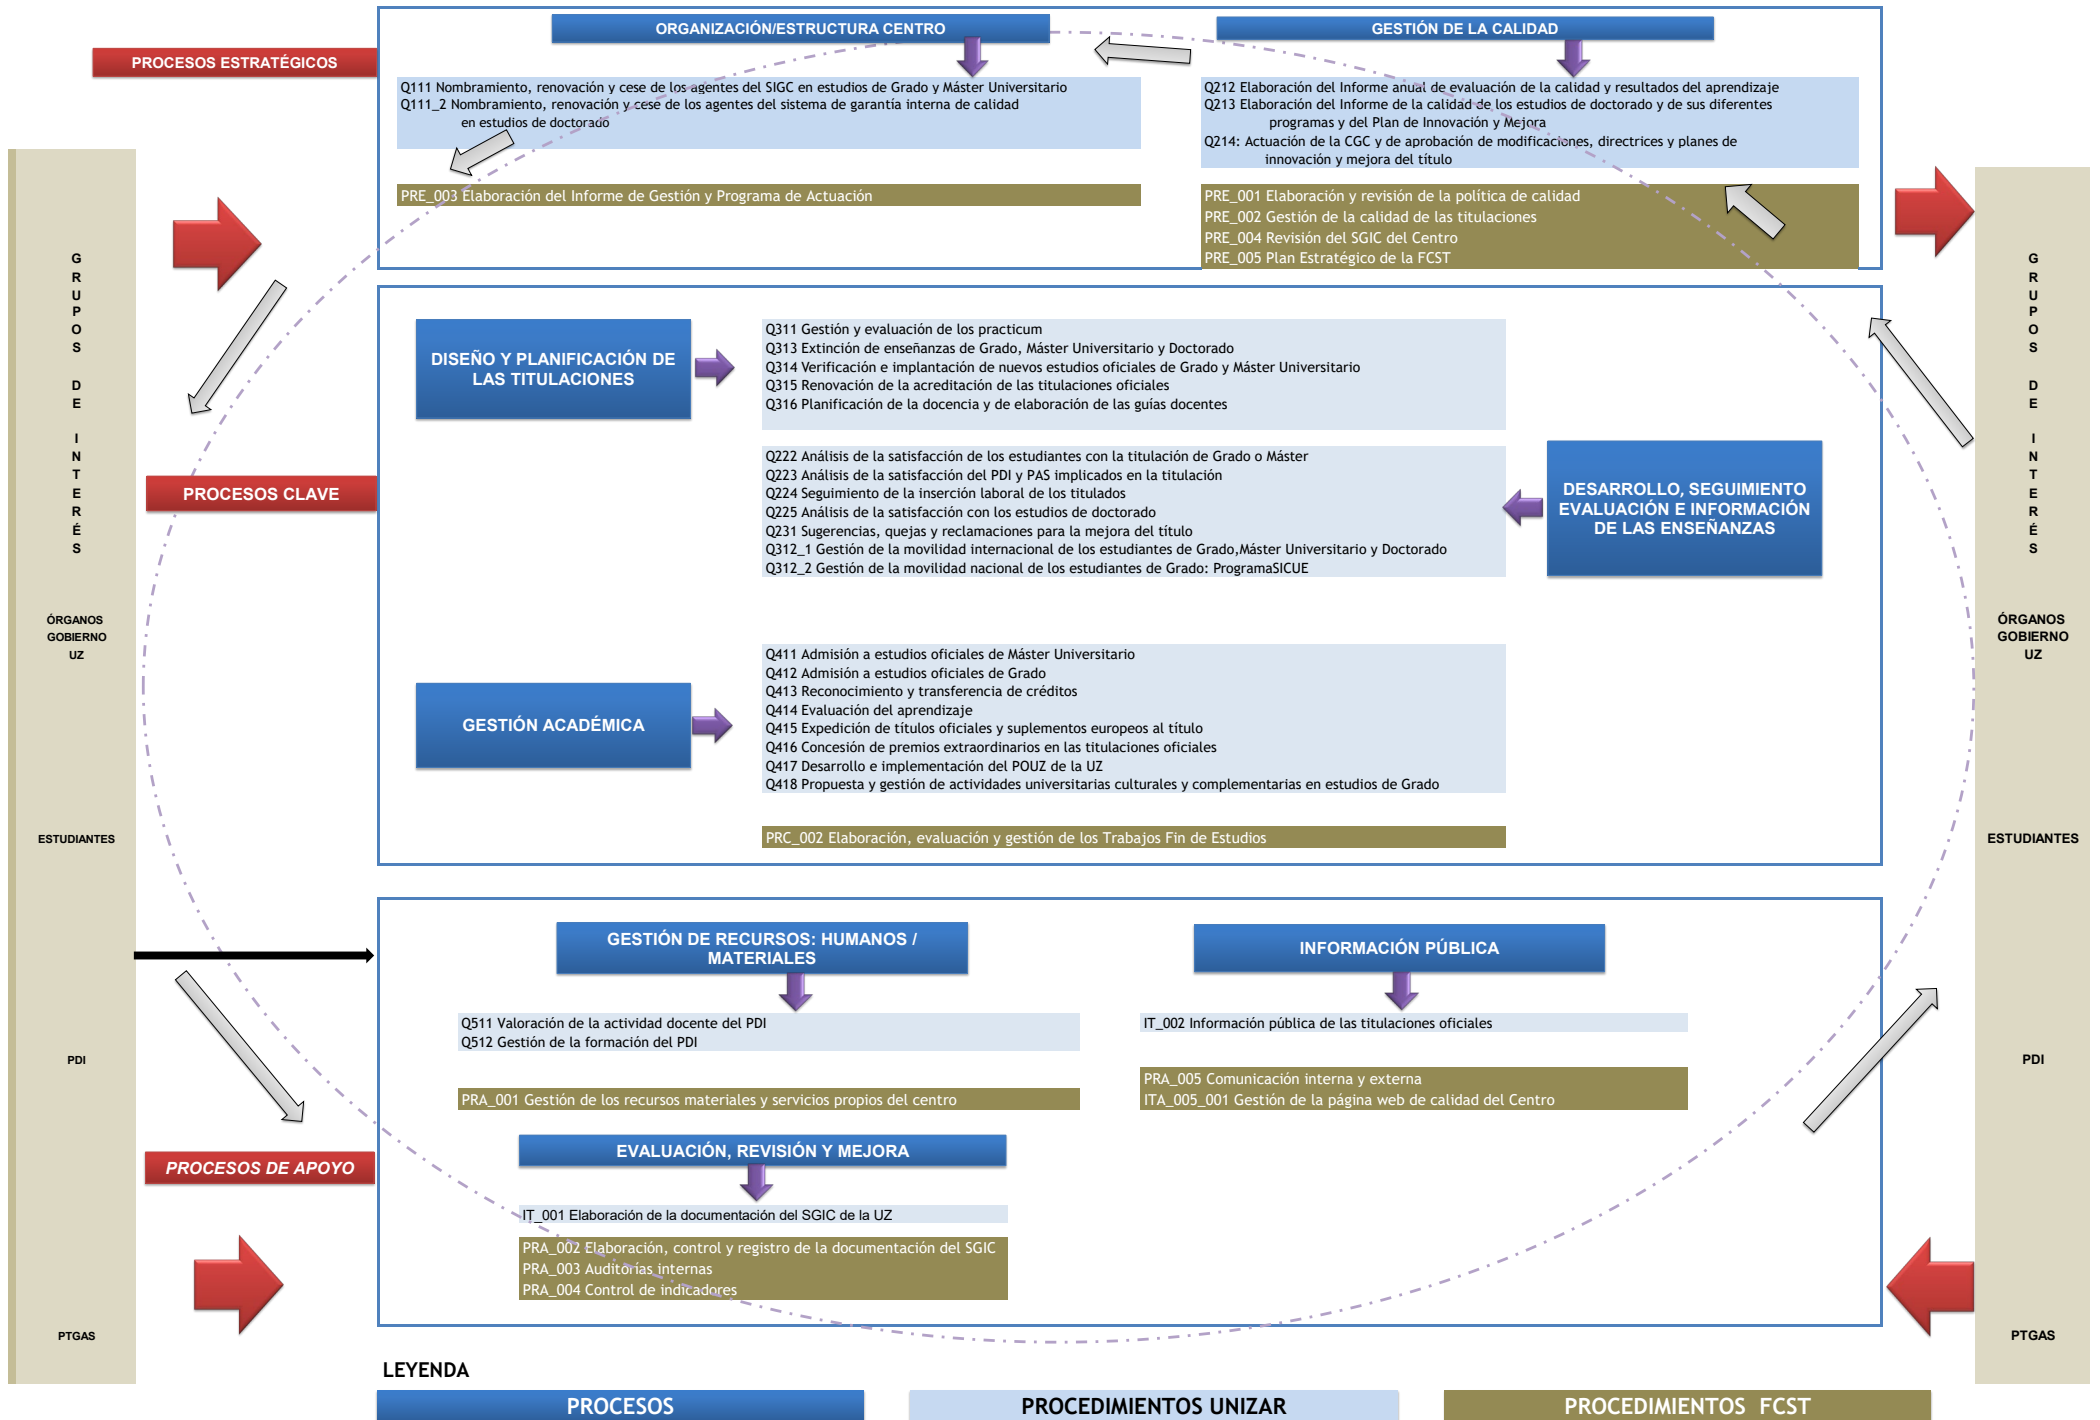 ORGANIZACIÓN/ESTRUCTURA CENTRO
GESTIÓN DE LA CALIDAD
PROCESOS ESTRATÉGICOS
Q111 Nombramiento, renovación y cese de los agentes del SIGC en estudios de Grado y Máster Universitario
Q111_2 Nombramiento, renovación y cese de los agentes del sistema de garantía interna de calidad
en estudios de doctorado
PRE_003 Elaboración del Informe de Gestión y Programa de Actuación
Q212 Elaboración del Informe anual de evaluación de la calidad y resultados del aprendizaje
Q213 Elaboración del Informe de la calidad de los estudios de doctorado y de sus diferentes
programas y del Plan de Innovación y Mejora
Q214: Actuación de la CGC y de aprobación de modificaciones, directrices y planes de
innovación y mejora del título
PRE_001 Elaboración y revisión de la política de calidad
PRE_002 Gestión de la calidad de las titulaciones
PRE_004 Revisión del SGIC del Centro
PRE_005 Plan Estratégico de la FCST
G
R
U
P
O
S
D
E
I
N
T
E
R
É
S
ÓRGANOS
GOBIERNO
UZ
ESTUDIANTES
PDI
PTGAS
PROCESOS CLAVE
DISEÑO Y PLANIFICACIÓN DE
LAS TITULACIONES
Q311 Gestión y evaluación de los practicum
Q313 Extinción de enseñanzas de Grado, Máster Universitario y Doctorado
Q314 Verificación e implantación de nuevos estudios oficiales de Grado y Máster Universitario
Q315 Renovación de la acreditación de las titulaciones oficiales
Q316 Planificación de la docencia y de elaboración de las guías docentes
Q222 Análisis de la satisfacción de los estudiantes con la titulación de Grado o Máster
Q223 Análisis de la satisfacción del PDI y PAS implicados en la titulación
Q224 Seguimiento de la inserción laboral de los titulados
Q225 Análisis de la satisfacción con los estudios de doctorado
Q231 Sugerencias, quejas y reclamaciones para la mejora del título
Q312_1 Gestión de la movilidad internacional de los estudiantes de Grado,Máster Universitario y Doctorado
Q312_2 Gestión de la movilidad nacional de los estudiantes de Grado: ProgramaSICUE
DESARROLLO, SEGUIMIENTO
EVALUACIÓN E INFORMACIÓN
DE LAS ENSEÑANZAS
GESTIÓN ACADÉMICA
Q411 Admisión a estudios oficiales de Máster Universitario
Q412 Admisión a estudios oficiales de Grado
Q413 Reconocimiento y transferencia de créditos
Q414 Evaluación del aprendizaje
Q415 Expedición de títulos oficiales y suplementos europeos al título
Q416 Concesión de premios extraordinarios en las titulaciones oficiales
Q417 Desarrollo e implementación del POUZ de la UZ
Q418 Propuesta y gestión de actividades universitarias culturales y complementarias en estudios de Grado
PRC_002 Elaboración, evaluación y gestión de los Trabajos Fin de Estudios
GESTIÓN DE RECURSOS: HUMANOS /
MATERIALES
Q511 Valoración de la actividad docente del PDI
Q512 Gestión de la formación del PDI
PRA_001 Gestión de los recursos materiales y servicios propios del centro
INFORMACIÓN PÚBLICA
IT_002 Información pública de las titulaciones oficiales
PRA_005 Comunicación interna y externa
ITA_005_001 Gestión de la página web de calidad del Centro
PROCESOS DE APOYO
EVALUACIÓN, REVISIÓN Y MEJORA
IT_001 Elaboración de la documentación del SGIC de la UZ
PRA_002 Elaboración, control y registro de la documentación del SGIC
PRA_003 Auditorías internas
PRA_004 Control de indicadores
G
R
U
P
O
S
D
E
I
N
T
E
R
É
S
ÓRGANOS
GOBIERNO
UZ
ESTUDIANTES
PDI
PTGAS
LEYENDA
PROCESOS
PROCEDIMIENTOS UNIZAR
PROCEDIMIENTOS FCST